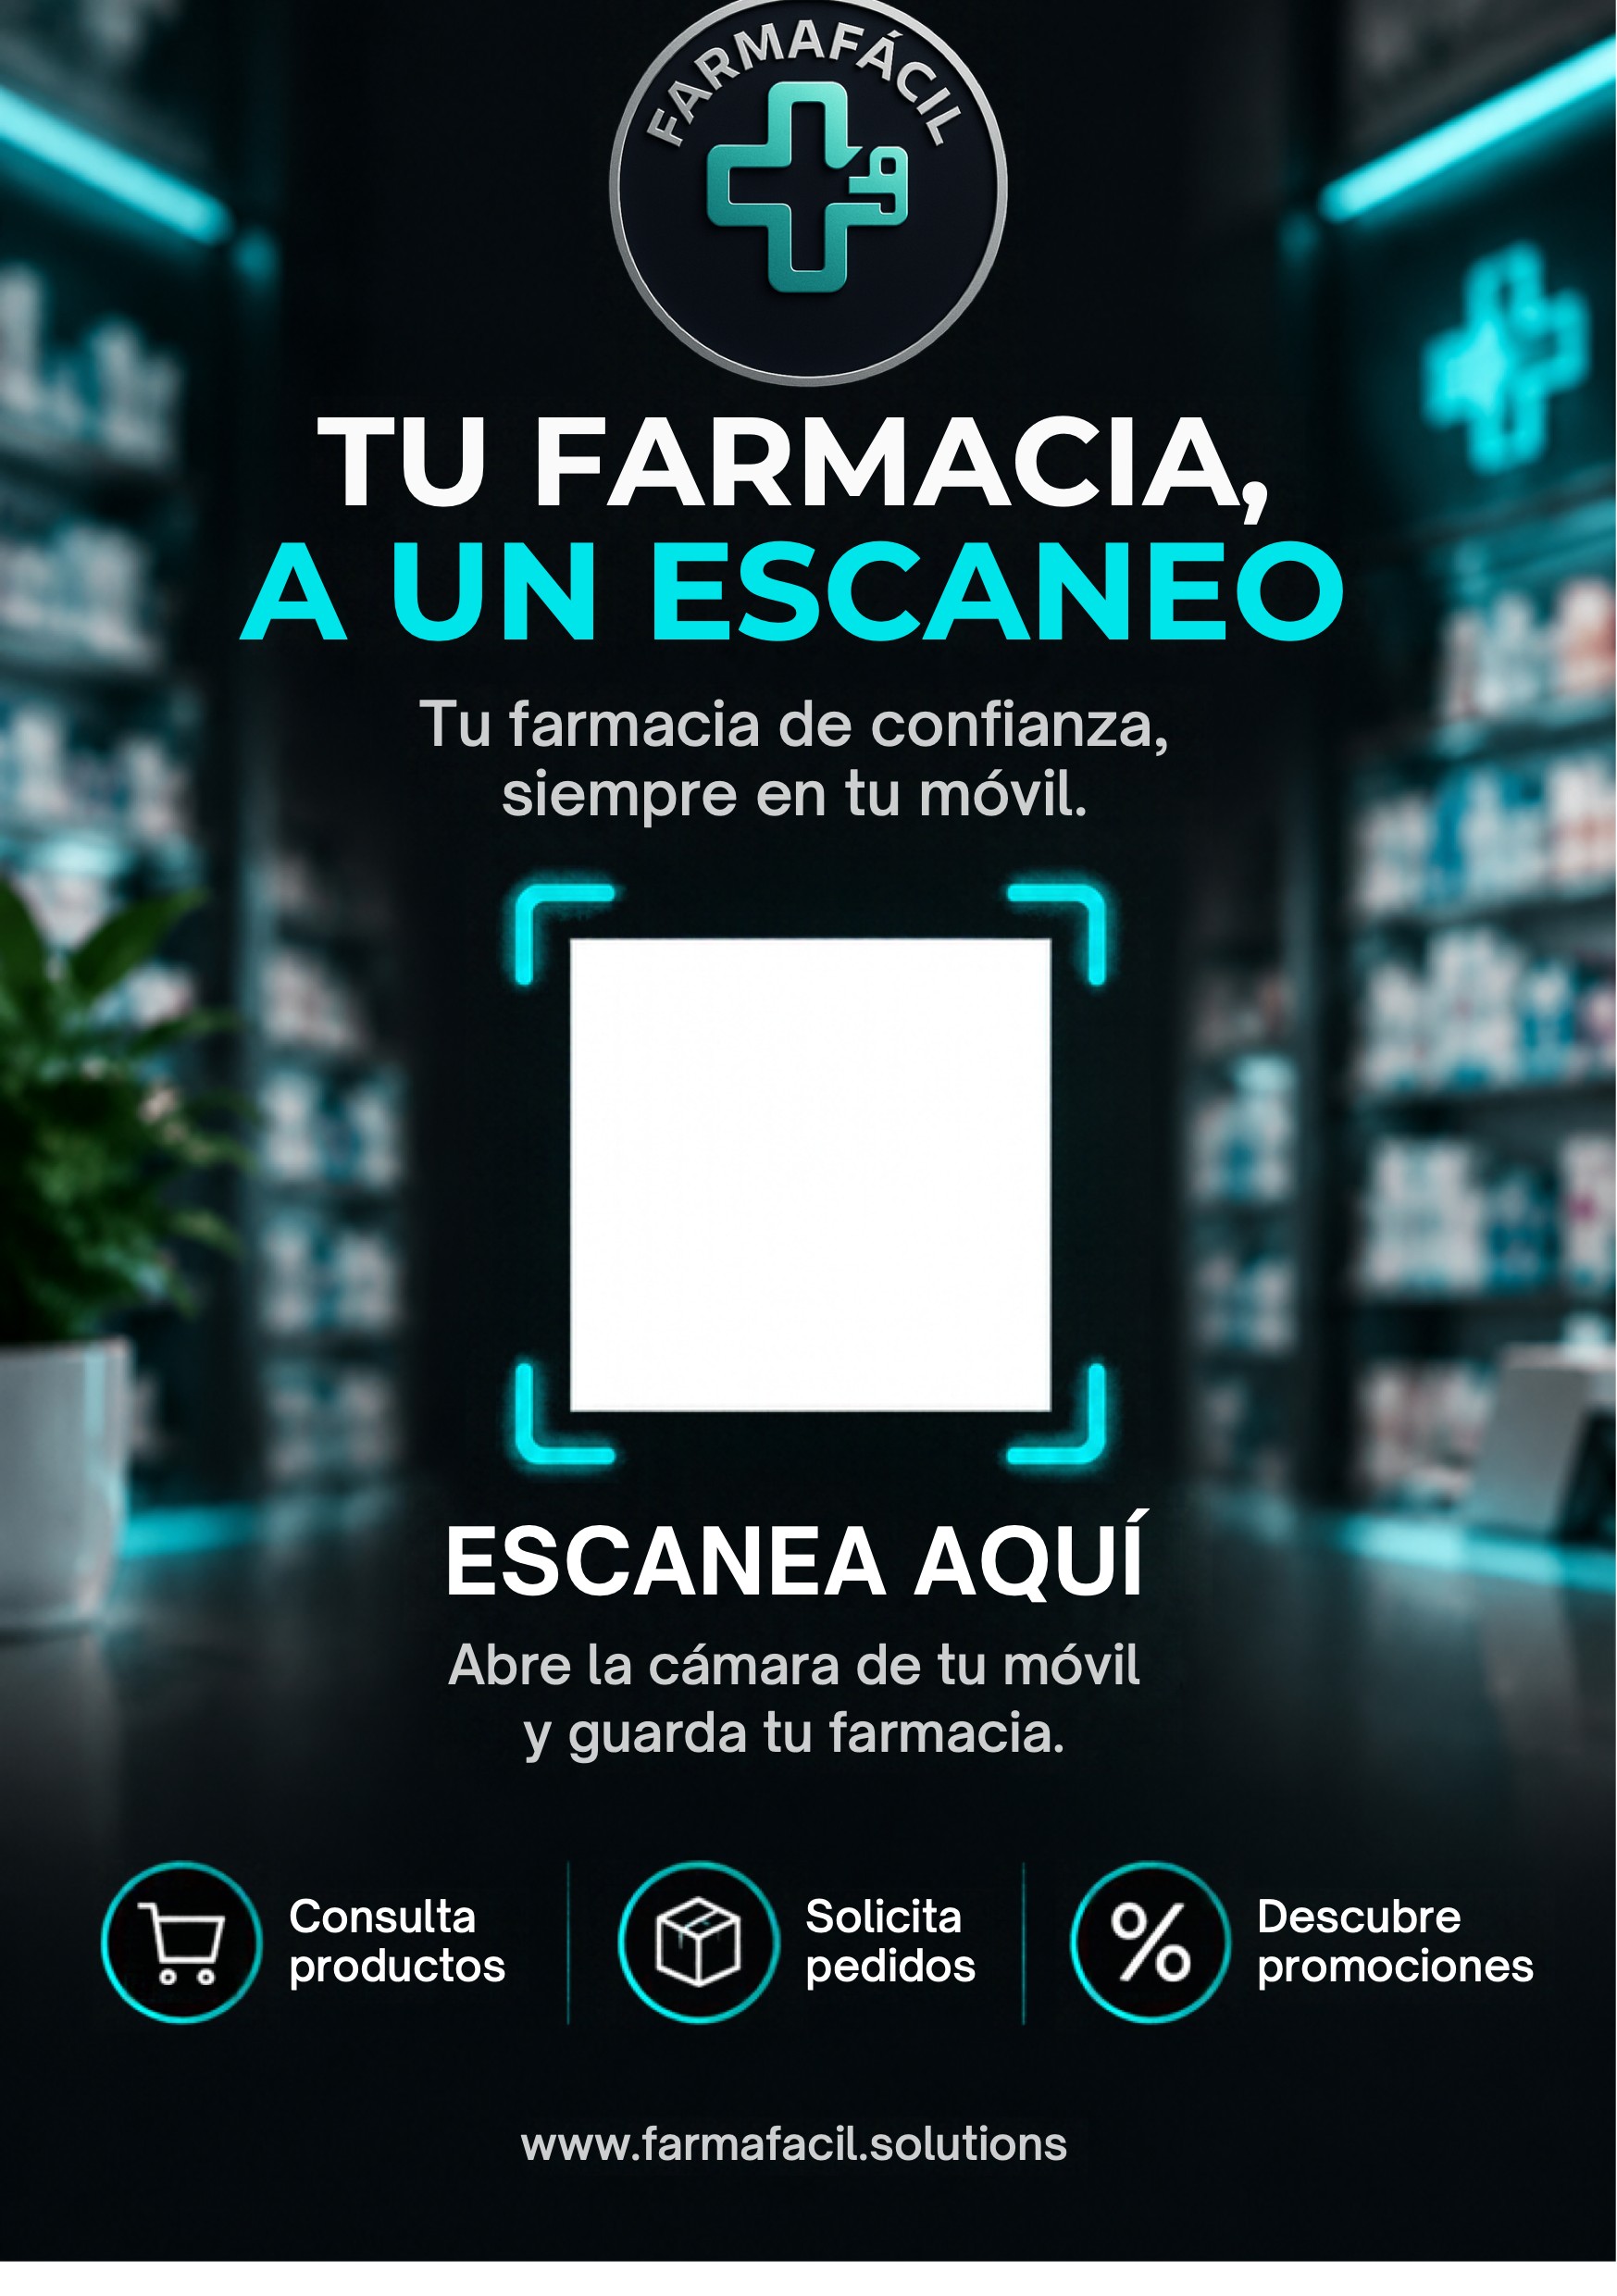 FARMAFÁCIL
TU FARMACIA,
A UN ESCANEO
Tu farmacia de confianza,
siempre en tu móvil.
ESCANEA AQUÍ
Abre la cámara de tu móvil
y guarda tu farmacia.
Consulta
productos
Solicita
pedidos
Descubre
promociones
www.farmafacil.solutions